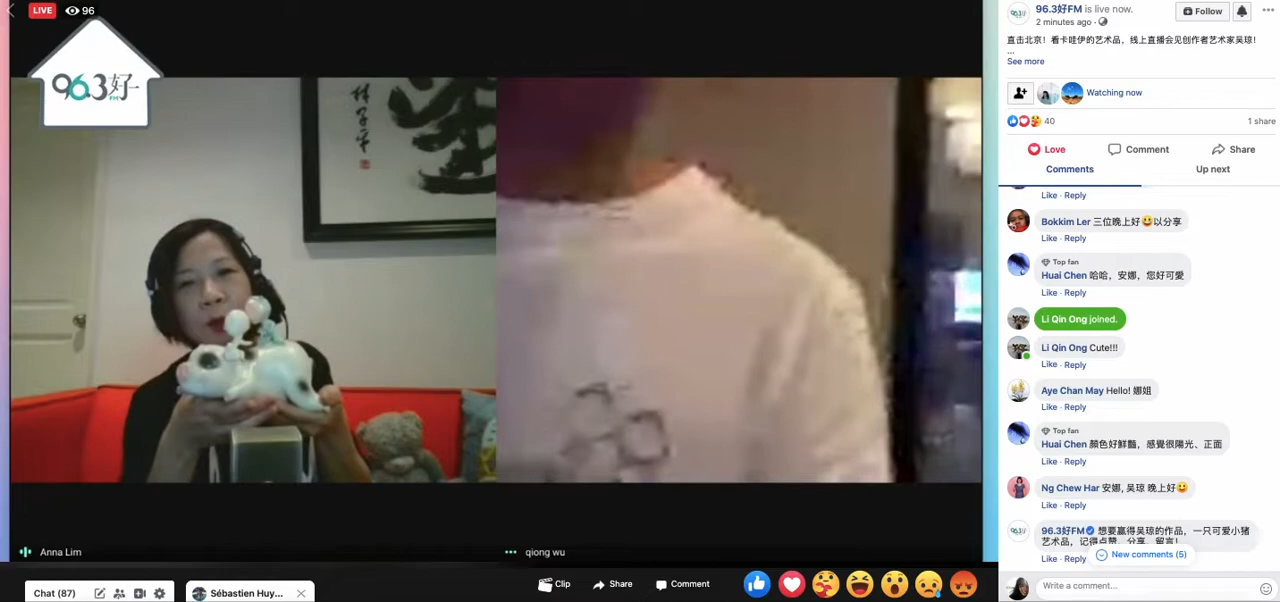 LIVE 96
96.3好FM
96.3好FM is live now.
2 minutes ago
Follow
直击北京！看卡哇伊的艺术品，线上直播会见创作者艺术家吴琼！
...
See more
Watching now
40
1 share
Love
Comment
Share
Comments
Up next
Like · Reply
Bokkim Ler 三位晚上好😃以分享
Like · Reply
Top fan
Huai Chen 哈哈，安娜，您好可愛
Like · Reply
Li Qin Ong joined.
Li Qin Ong Cute!!!
Like · Reply
Aye Chan May Hello! 娜姐
Like · Reply
Top fan
Huai Chen 顏色好鮮豔，感覺很陽光、正面
Like · Reply
Ng Chew Har 安娜, 吴琼 晚上好😃
Like · Reply
96.3好FM 想要赢得吴琼的作品，一只可爱小猪
艺术品，记得点赞、分享、留言！
Like · Reply
New comments (5)
Write a comment...
Anna Lim
qiong wu
Clip
Share
Comment
Chat (87)
Sébastien Huy...